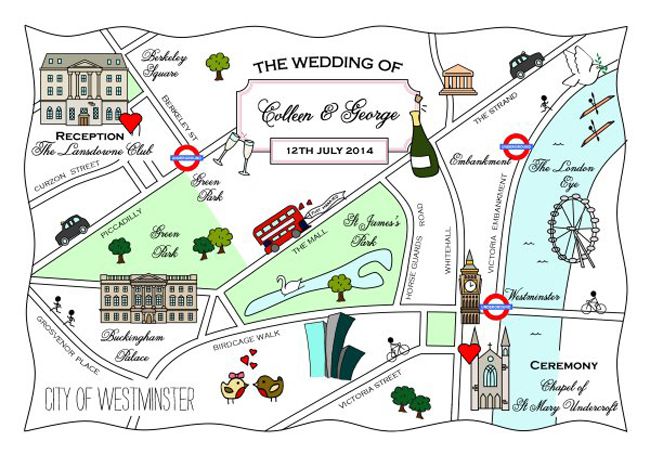 THE WEDDING OF
Colleen & George
12TH JULY 2014
Berkeley
Square
BERKELEY ST
RECEPTION
The Lansdowne Club
CURZON STREET
UNDERGROUND
Green
Park
PICCADILLY
Green
Park
THE MALL
St James's
Park
HORSE GUARDS ROAD
WHITEHALL
VICTORIA EMBANKMENT
THE STRAND
UNDERGROUND
Embankment
The London
Eye
UNDERGROUND
Westminster
Buckingham
Palace
GROSVENOR PLACE
BIRDCAGE WALK
VICTORIA STREET
CEREMONY
Chapel of
St Mary Undercroft
CITY OF WESTMINSTER